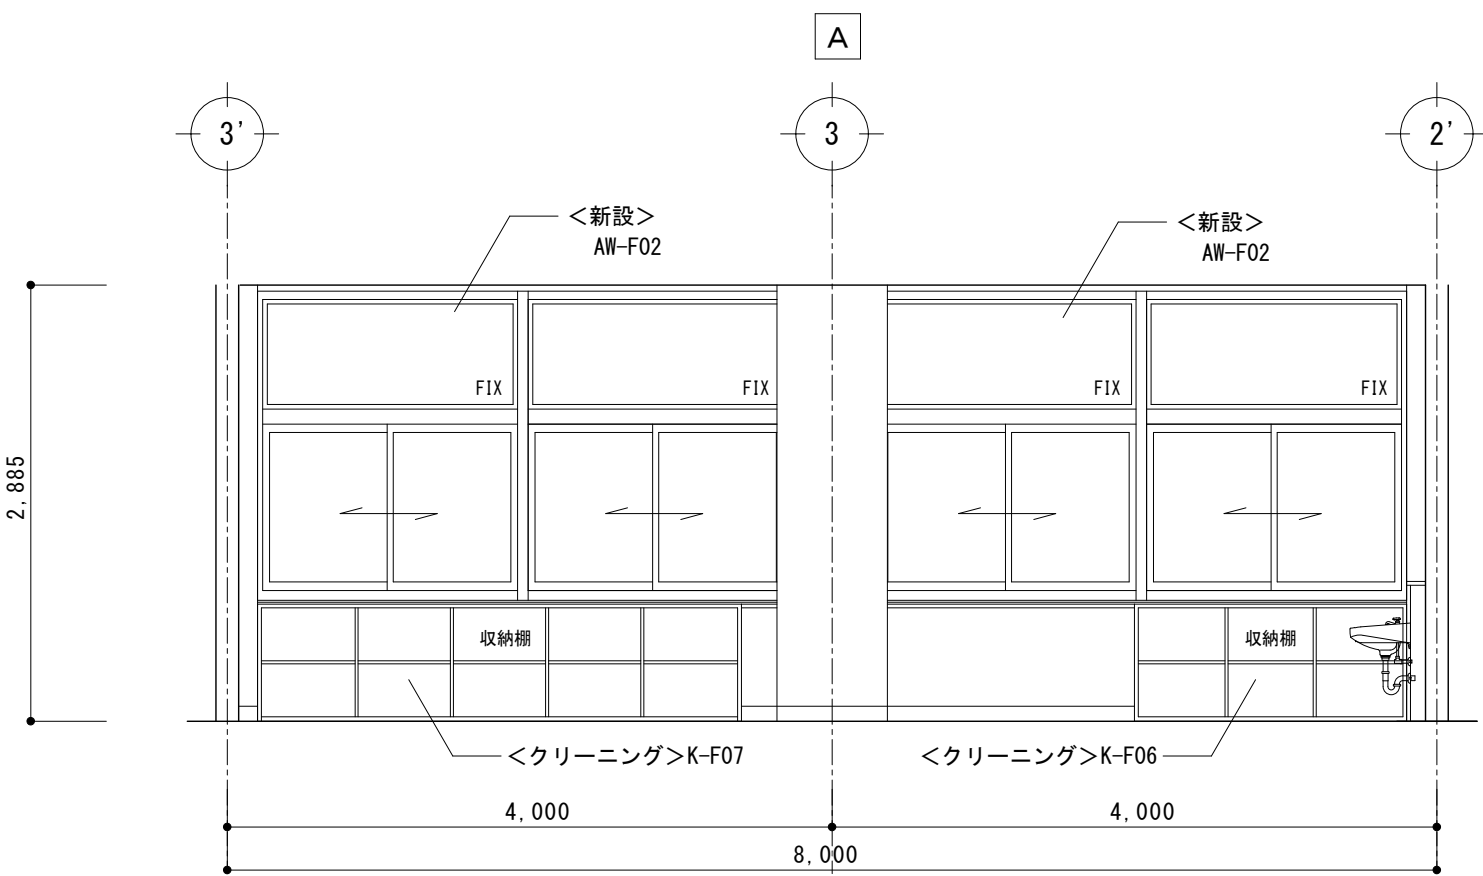 A
3'
3
2'
＜新設＞
AW-F02
＜新設＞
AW-F02
FIX
FIX
FIX
FIX
2,885
収納棚
収納棚
＜クリーニング＞K-F07
＜クリーニング＞K-F06
4,000
4,000
8,000